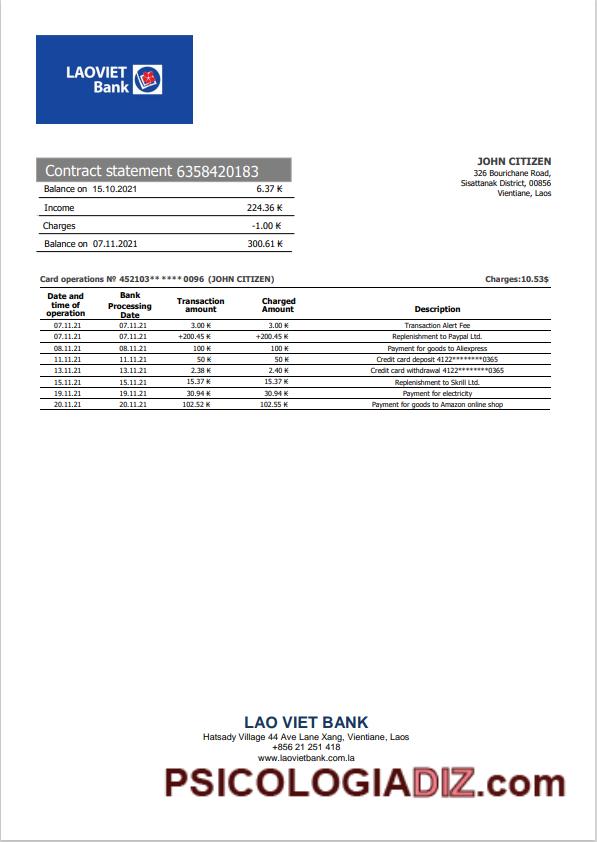 LAOVIET
Bank
Contract statement 6358420183
Balance on 15.10.2021 6.37 ₭
Income 224.36 ₭
Charges -1.00 ₭
Balance on 07.11.2021 300.61 ₭
JOHN CITIZEN
326 Bourichane Road,
Sisattanak District, 00856
Vientiane, Laos
Card operations № 452103** **** 0096 (JOHN CITIZEN) Charges:10.53$
Date and time of operation Bank Processing Date Transaction amount Charged Amount Description
07.11.21 07.11.21 3.00 ₭ 3.00 ₭ Transaction Alert Fee
07.11.21 07.11.21 +200.45 ₭ +200.45 ₭ Replenishment to Paypal Ltd.
08.11.21 08.11.21 100 ₭ 100 ₭ Payment for goods to Aliexpress
11.11.21 11.11.21 50 ₭ 50 ₭ Credit card deposit 4122********0365
13.11.21 13.11.21 2.38 ₭ 2.40 ₭ Credit card withdrawal 4122********0365
15.11.21 15.11.21 15.37 ₭ 15.37 ₭ Replenishment to Skrill Ltd.
19.11.21 19.11.21 30.94 ₭ 30.94 ₭ Payment for electricity
20.11.21 20.11.21 102.52 ₭ 102.55 ₭ Payment for goods to Amazon online shop
LAO VIET BANK
Hatsady Village 44 Ave Lane Xang, Vientiane, Laos
+856 21 251 418
www.laovietbank.com.la
PSICOLOGIADIZ.com